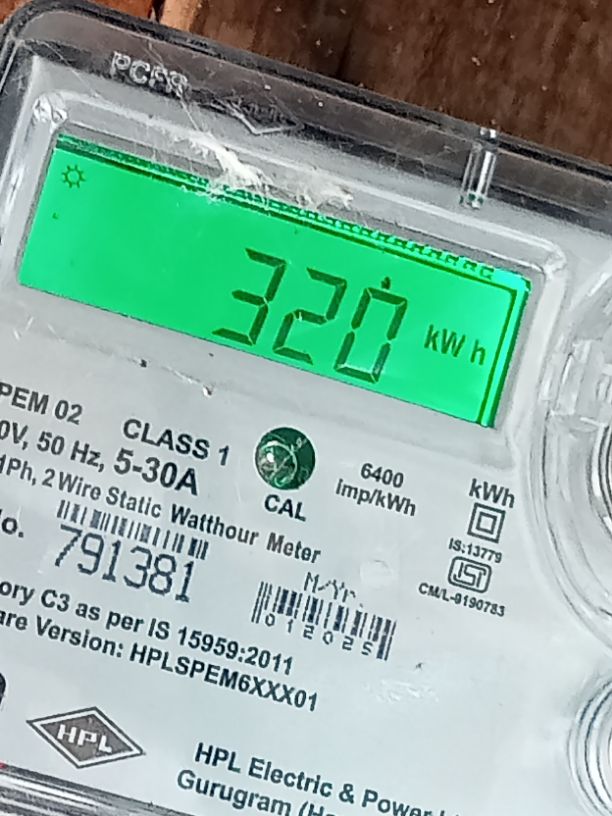 320 kWh
PEM 02
CLASS 1
0V, 50 Hz, 5-30A
CAL
6400
imp/kWh
kWh
1Ph, 2 Wire Static Watthour Meter
IS:13779
CM/L-9190783
No.
791381
M/Yr.
012025
ory C3 as per IS 15959:2011
are Version: HPLSPEM6XXX01
HPL
HPL Electric & Power
Gurugram (Ha